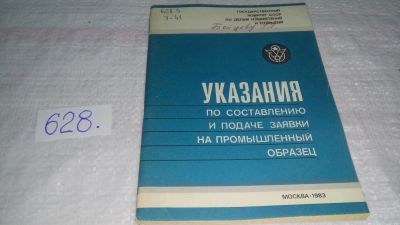 628.
ГОСУДАРСТВЕННЫЙ
КОМИТЕТ СССР
ПО ДЕЛАМ ИЗОБРЕТЕНИЙ
И ОТКРЫТИЙ
УКАЗАНИЯ
ПО СОСТАВЛЕНИЮ
И ПОДАЧЕ ЗАЯВКИ
НА ПРОМЫШЛЕННЫЙ
ОБРАЗЕЦ
МОСКВА-1983